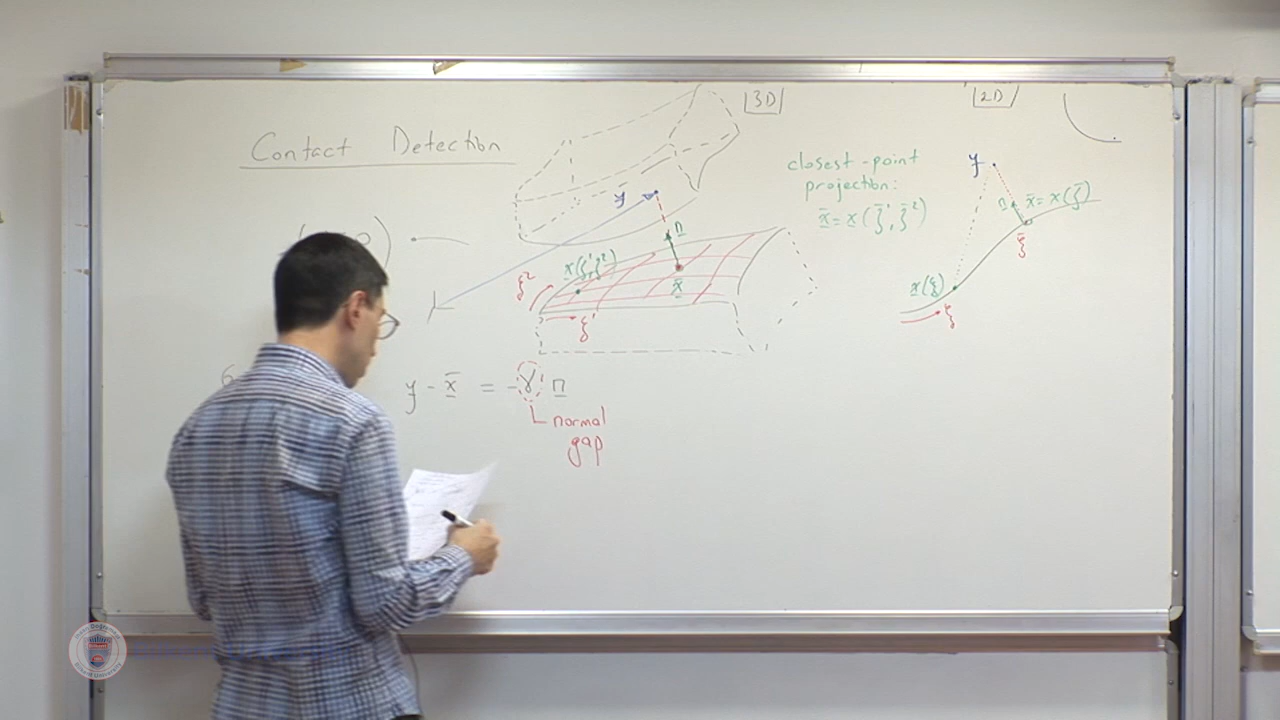 Contact Detection
3D
2D
closest-point
projection:
x̄ = x(ξ̄¹, ξ̄²)
y
n
x(ξ¹,ξ²)
x̄
ξ²
ξ¹
y
n
x̄ = x(ξ̄)
ξ̄
x(ξ)
ξ
y - x̄ = -γ n
normal
gap